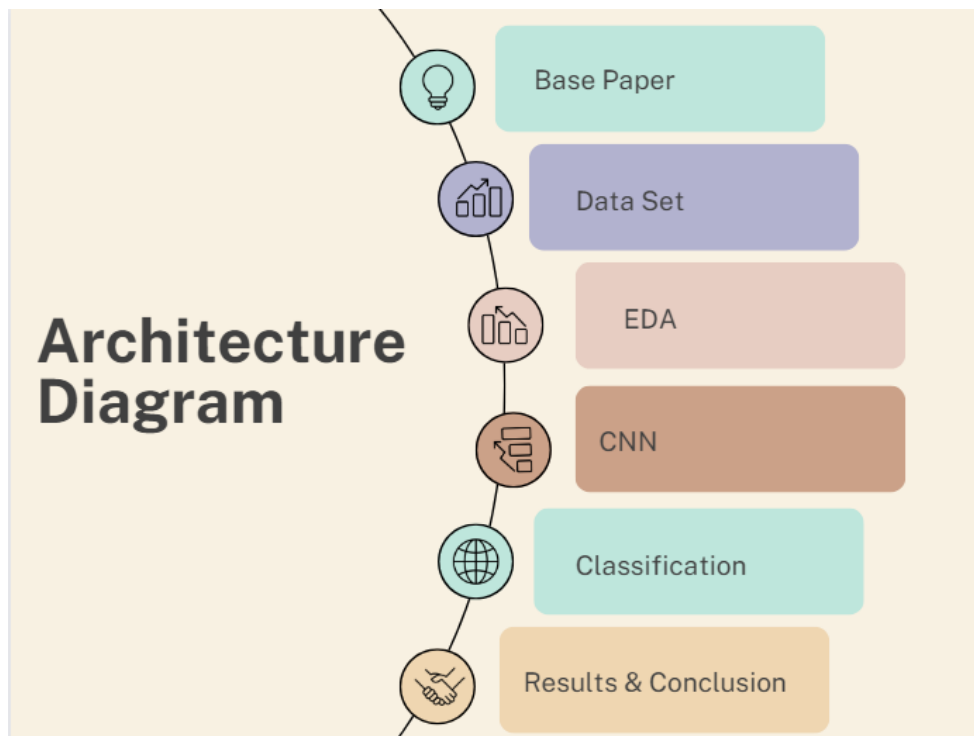 Base Paper
Data Set
EDA
Architecture
Diagram
CNN
Classification
Results & Conclusion